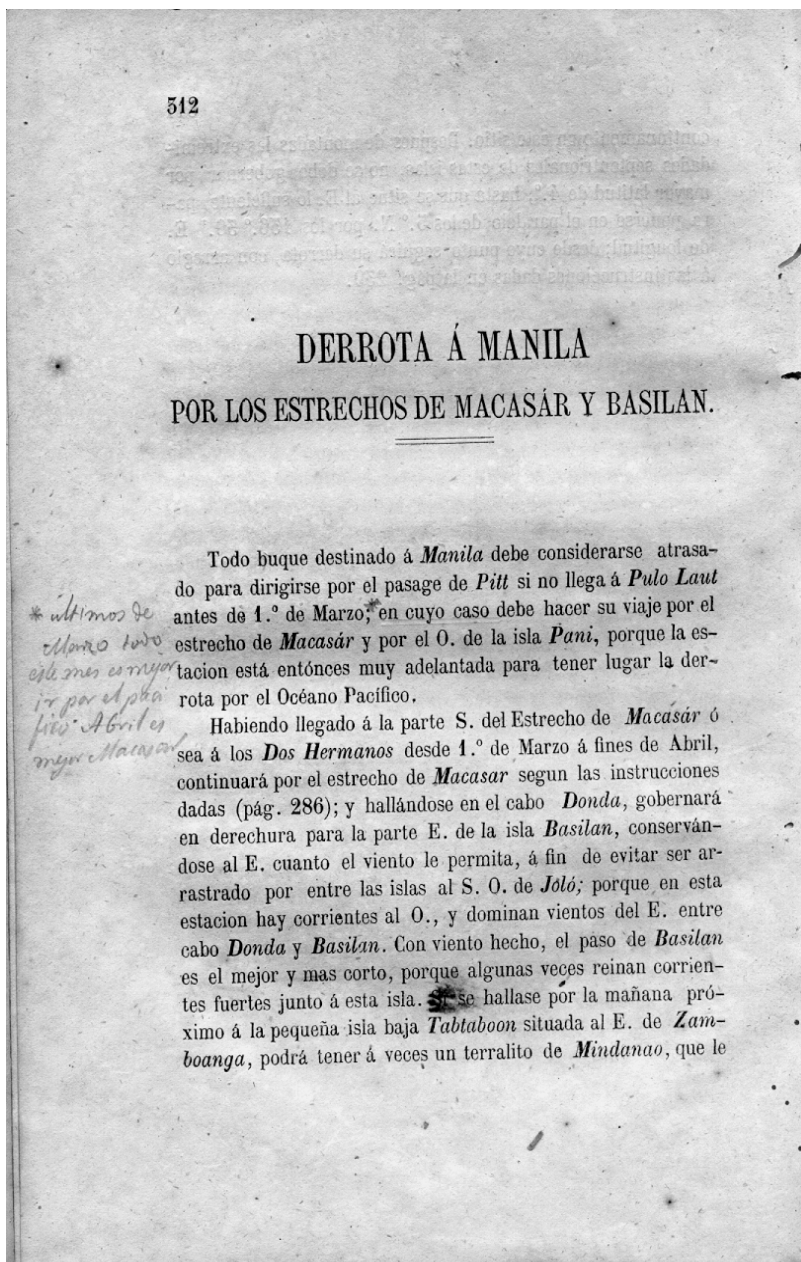 312
DERROTA Á MANILA
POR LOS ESTRECHOS DE MACASÁR Y BASILAN.
Todo buque destinado á Manila debe considerarse atrasa-
do para dirigirse por el pasage de Pitt si no llega á Pulo Laut
antes de 1.º de Marzo;* en cuyo caso debe hacer su viaje por el
estrecho de Macasár y por el O. de la isla Pani, porque la es-
tacion está entónces muy adelantada para tener lugar la der-
rota por el Océano Pacífico.
Habiendo llegado á la parte S. del Estrecho de Macasár ó
sea á los Dos Hermanos desde 1.º de Marzo á fines de Abril,
continuará por el estrecho de Macasar segun las instrucciones
dadas (pág. 286); y hallándose en el cabo Donda, gobernará
en derechura para la parte E. de la isla Basilan, conserván-
dose al E. cuanto el viento le permita, á fin de evitar ser ar-
rastrado por entre las islas al S. O. de Jóló; porque en esta
estacion hay corrientes al O., y dominan vientos del E. entre
cabo Donda y Basilan. Con viento hecho, el paso de Basilan
es el mejor y mas corto, porque algunas veces reinan corrien-
tes fuertes junto á esta isla. Si se hallase por la mañana pró-
ximo á la pequeña isla baja Tabtaboon situada al E. de Zam-
boanga, podrá tener á veces un terralito de Mindanao, que le
* ultimos de
Marzo todo
este mes es mejor
ir por el paci
fico Abril es
mejor Macasar